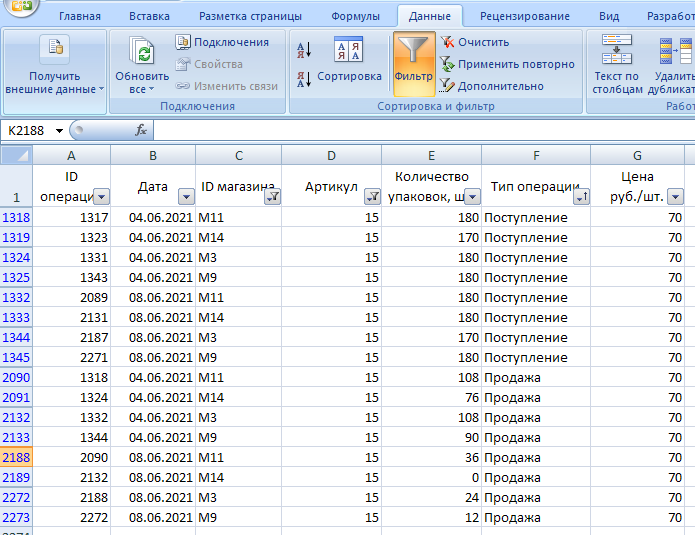 Главная Вставка Разметка страницы Формулы Данные Рецензирование Вид Разработ
Получить внешние данные
Обновить все
Подключения
Свойства
Изменить связи
Подключения
Сортировка
Фильтр
Очистить
Применить повторно
Дополнительно
Сортировка и фильтр
Текст по столбцам
Удалить дубликат
Работ
K2188 fx
A B C D E F G
1 ID операци Дата ID магазина Артикул Количество упаковок, ш Тип операции Цена руб./шт.
1318 1317 04.06.2021 M11 15 180 Поступление 70
1319 1323 04.06.2021 M14 15 170 Поступление 70
1324 1331 04.06.2021 M3 15 180 Поступление 70
1325 1343 04.06.2021 M9 15 180 Поступление 70
1332 2089 08.06.2021 M11 15 180 Поступление 70
1333 2131 08.06.2021 M14 15 180 Поступление 70
1344 2187 08.06.2021 M3 15 170 Поступление 70
1345 2271 08.06.2021 M9 15 180 Поступление 70
2090 1318 04.06.2021 M11 15 108 Продажа 70
2091 1324 04.06.2021 M14 15 76 Продажа 70
2132 1332 04.06.2021 M3 15 108 Продажа 70
2133 1344 04.06.2021 M9 15 90 Продажа 70
2188 2090 08.06.2021 M11 15 36 Продажа 70
2189 2132 08.06.2021 M14 15 0 Продажа 70
2272 2188 08.06.2021 M3 15 24 Продажа 70
2273 2272 08.06.2021 M9 15 12 Продажа 70